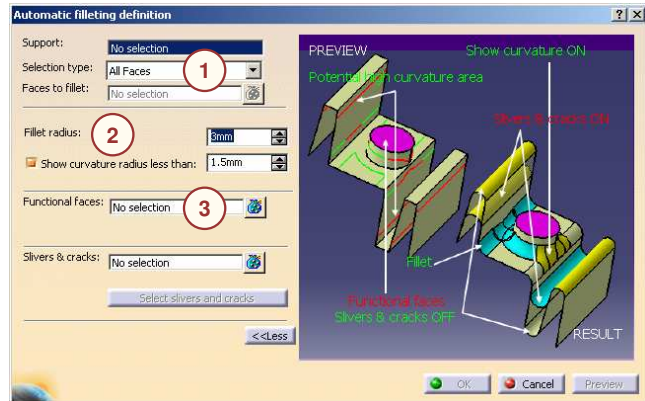 Automatic filleting definition
Support: No selection
Selection type: All Faces
1
Faces to fillet: No selection
Fillet radius: 3mm
2
Show curvature radius less than: 1.5mm
Functional faces: No selection
3
Slivers & cracks: No selection
Select slivers and cracks
<<Less
PREVIEW
Show curvature ON
Potential high curvature area
Slivers & cracks ON
Fillet
Functional faces
Slivers & cracks OFF
RESULT
OK
Cancel
Preview